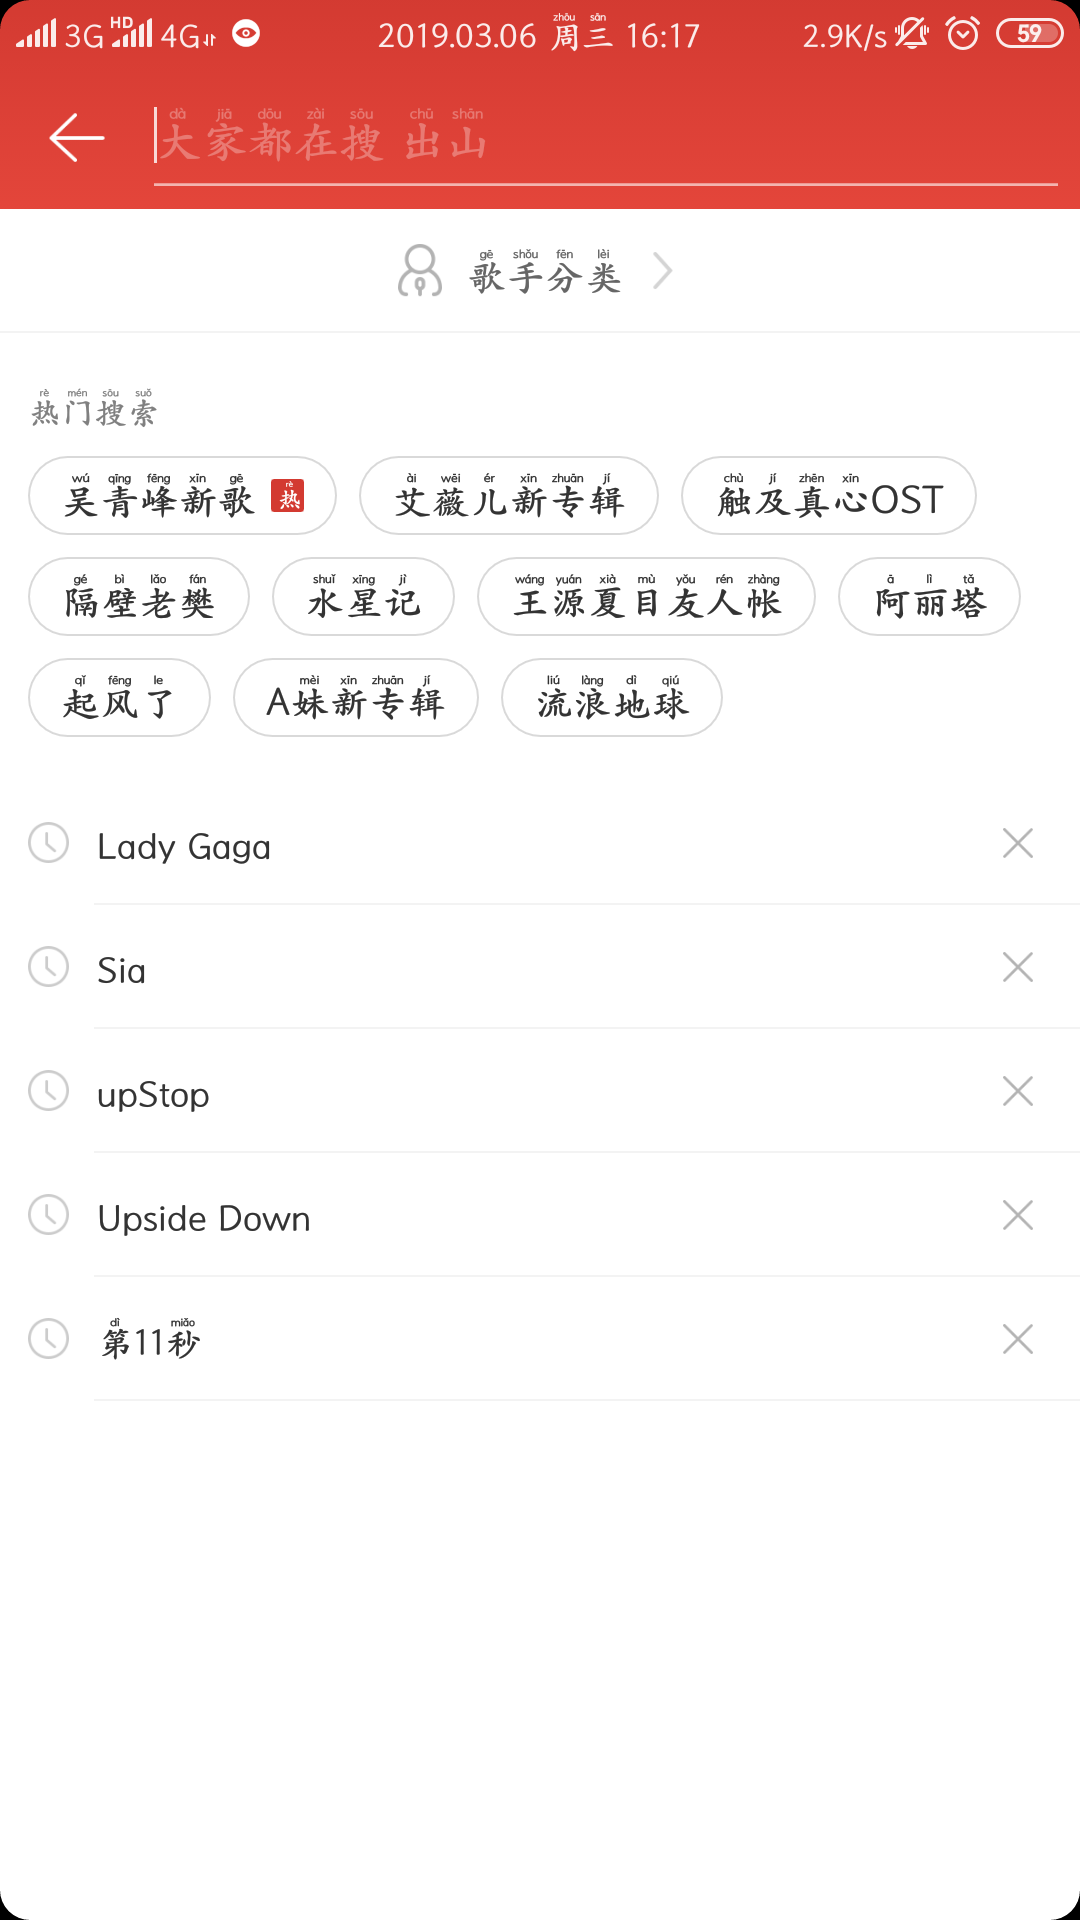 3G HD 4G 2019.03.06 周三 16:17 2.9K/s 59
大家都在搜 出山
歌手分类
热门搜索
吴青峰新歌 热 艾薇儿新专辑 触及真心OST
隔壁老樊 水星记 王源夏目友人帐 阿丽塔
起风了 A妹新专辑 流浪地球
Lady Gaga
Sia
upStop
Upside Down
第11秒